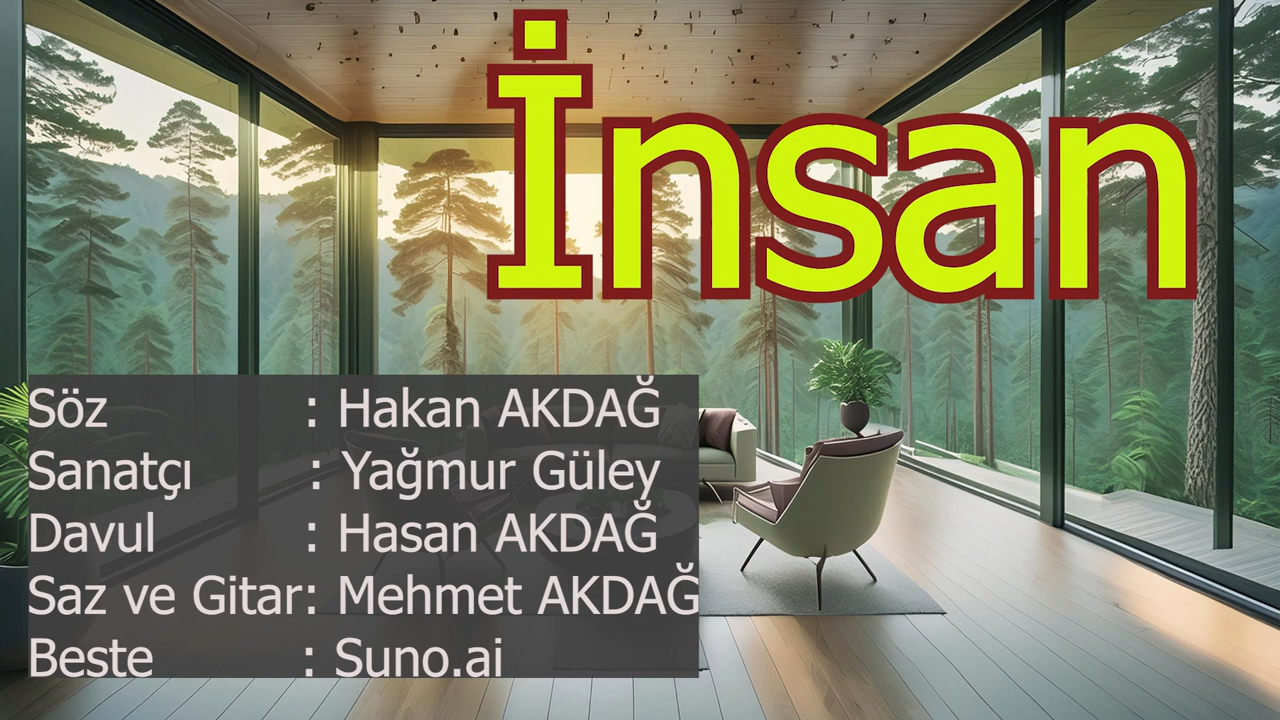 İnsan
Söz : Hakan AKDAĞ
Sanatçı : Yağmur Güley
Davul : Hasan AKDAĞ
Saz ve Gitar: Mehmet AKDAĞ
Beste : Suno.ai